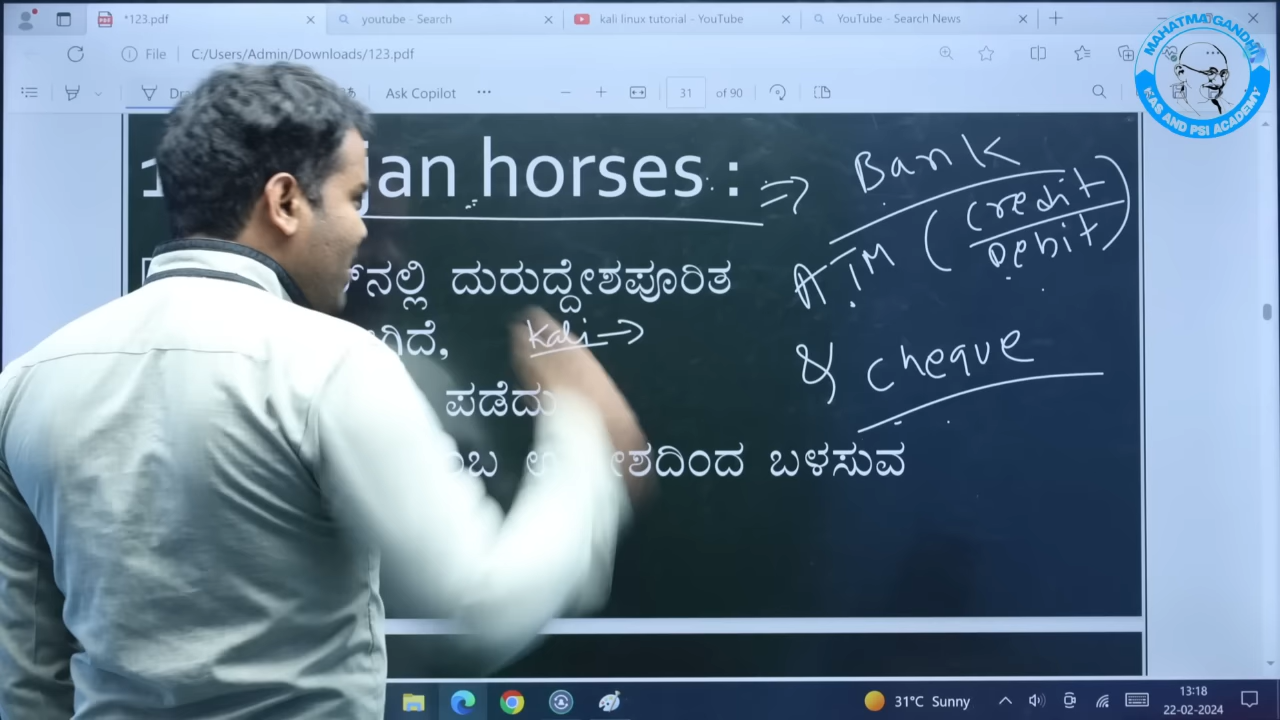 *123.pdf
youtube - Search
kali linux tutorial - YouTube
YouTube - Search News
File C:/Users/Admin/Downloads/123.pdf
Ask Copilot
31 of 90
MAHATMA GANDHI
KAS AND PSI ACADEMY
jan horses :
⇒ Bank
ATM (Credit
Debit)
& cheque
ದುರುದ್ದೇಶಪೂರಿತ
Kali →
ಪಡೆದು
ಬಳಸುವ
31°C Sunny
13:18
22-02-2024